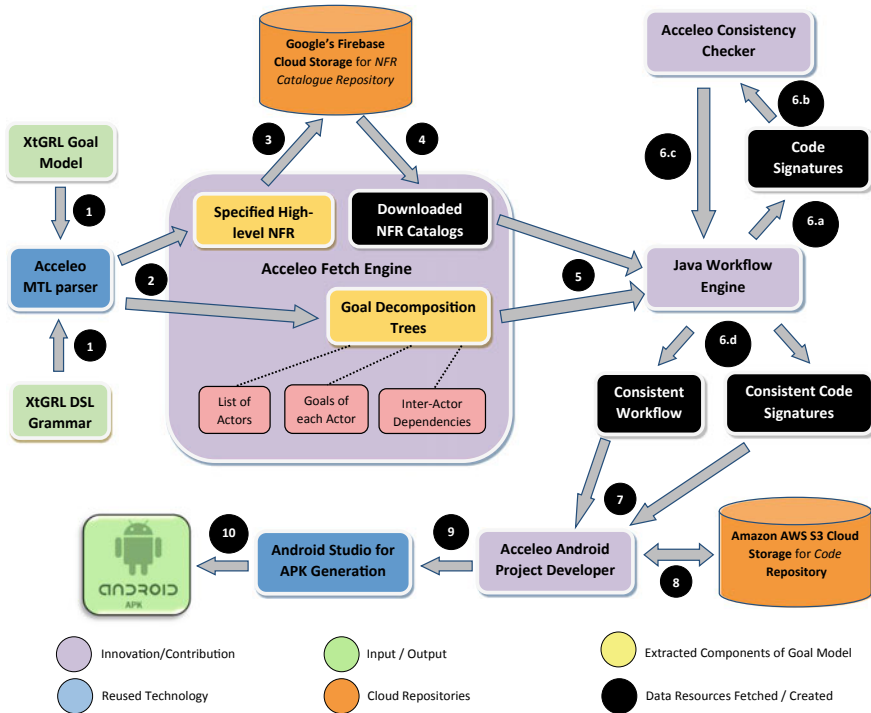 Google's Firebase
Cloud Storage for NFR
Catalogue Repository
Acceleo Consistency
Checker
6.b
3
4
6.c
Code
Signatures
XtGRL Goal
Model
1
6.a
Specified High-
level NFR
Downloaded
NFR Catalogs
Acceleo
MTL parser
2
Acceleo Fetch Engine
5
Java Workflow
Engine
Goal Decomposition
Trees
1
6.d
XtGRL DSL
Grammar
List of
Actors
Goals of
each Actor
Inter-Actor
Dependencies
Consistent
Workflow
Consistent Code
Signatures
7
10
9
ANDROID
APK
Android Studio for
APK Generation
Acceleo Android
Project Developer
8
Amazon AWS S3 Cloud
Storage for Code
Repository
Innovation/Contribution
Input / Output
Extracted Components of Goal Model
Reused Technology
Cloud Repositories
Data Resources Fetched / Created